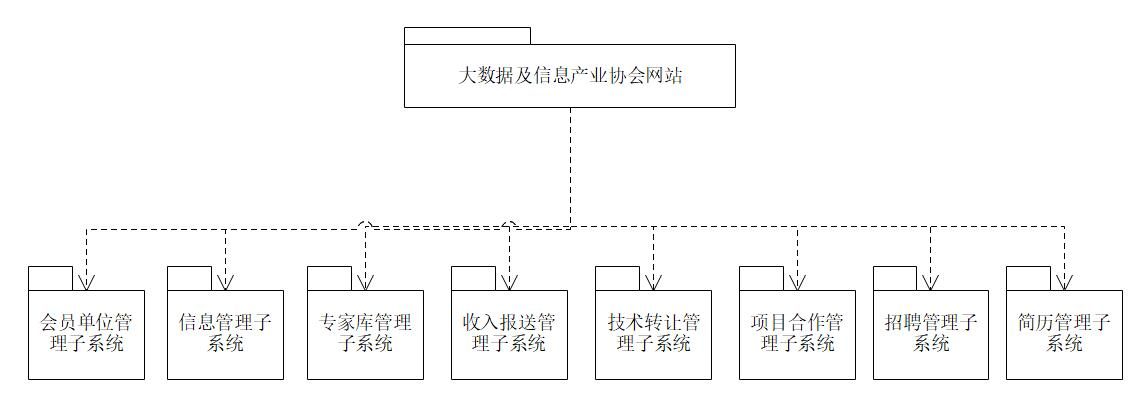 大数据及信息产业协会网站
会员单位管
理子系统
信息管理子
系统
专家库管理
子系统
收入报送管
理子系统
技术转让管
理子系统
项目合作管
理子系统
招聘管理子
系统
简历管理子
系统